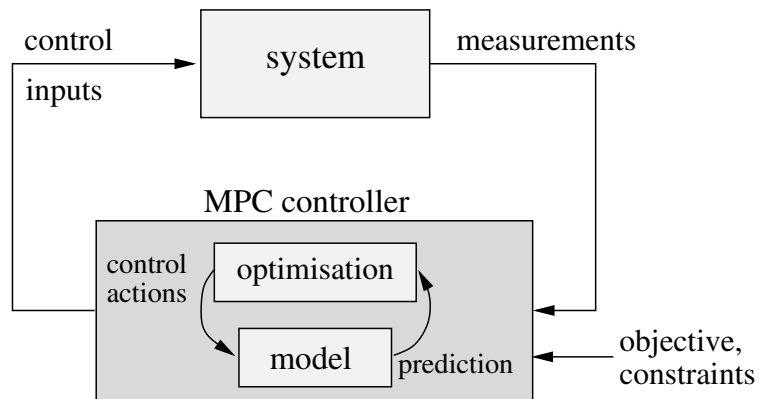 control
inputs
system
measurements
MPC controller
control
actions
optimisation
model
prediction
objective,
constraints